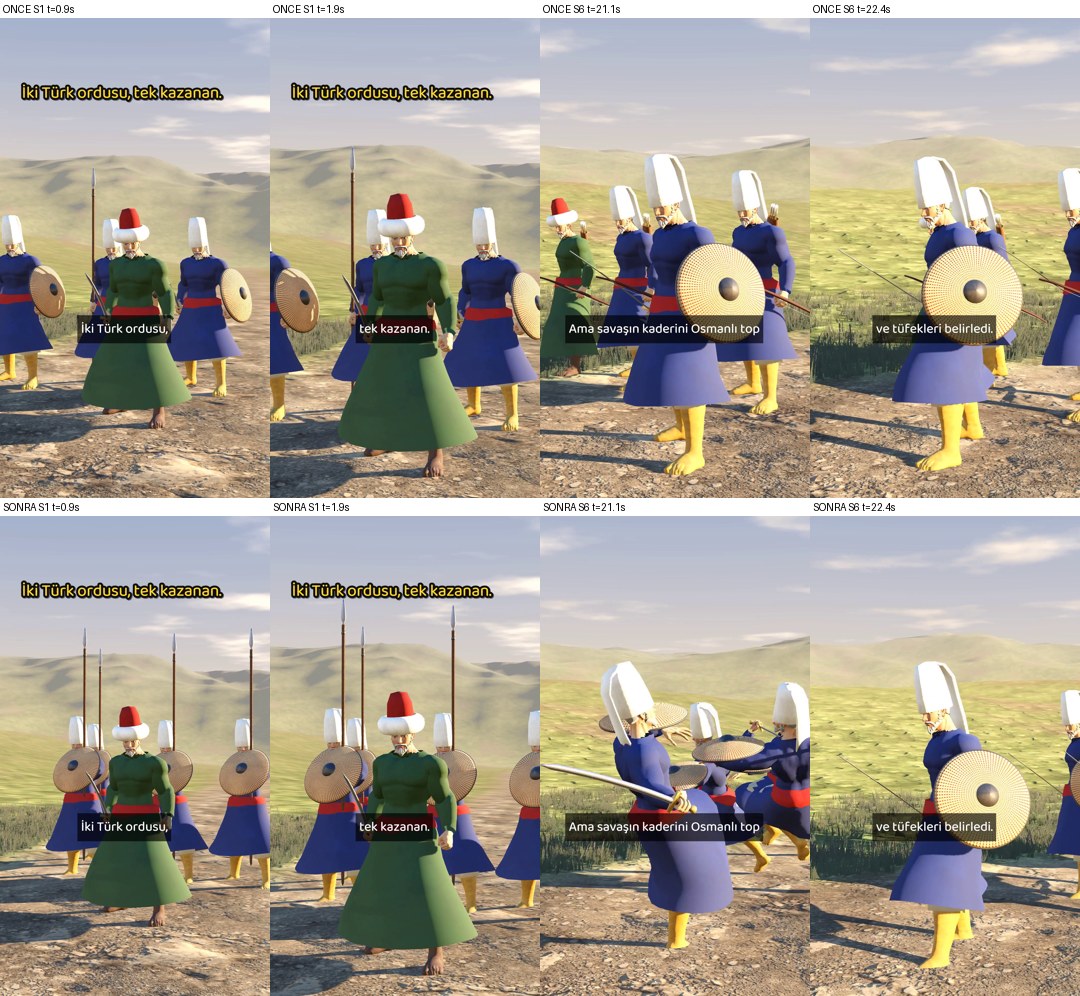 ONCE S1 t=0.9s
ONCE S1 t=1.9s
ONCE S6 t=21.1s
ONCE S6 t=22.4s
İki Türk ordusu, tek kazanan.
İki Türk ordusu, tek kazanan.
İki Türk ordusu,
tek kazanan.
Ama savaşın kaderini Osmanlı top
ve tüfekleri belirledi.
SONRA S1 t=0.9s
SONRA S1 t=1.9s
SONRA S6 t=21.1s
SONRA S6 t=22.4s
İki Türk ordusu, tek kazanan.
İki Türk ordusu, tek kazanan.
İki Türk ordusu,
tek kazanan.
Ama savaşın kaderini Osmanlı top
ve tüfekleri belirledi.